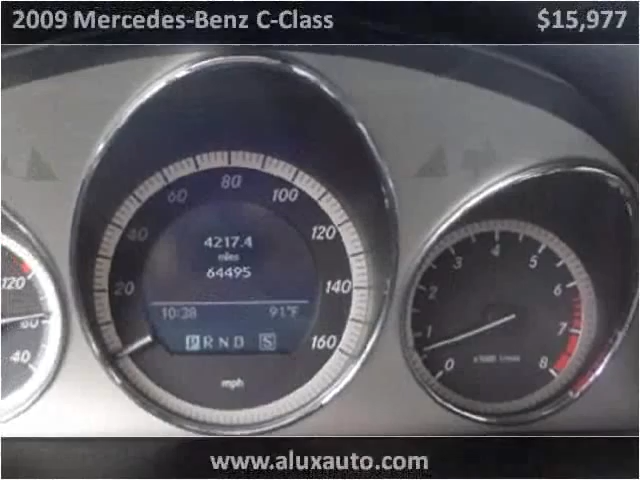 2009 Mercedes-Benz C-Class $15,977
60 80 100
40 120
4217.4
miles
64495
20 140
10:28 91°F
P R N D S 160
mph
120
80
40
3 4 5
2 6
1 7
0 8
x1000 1/min
www.aluxauto.com